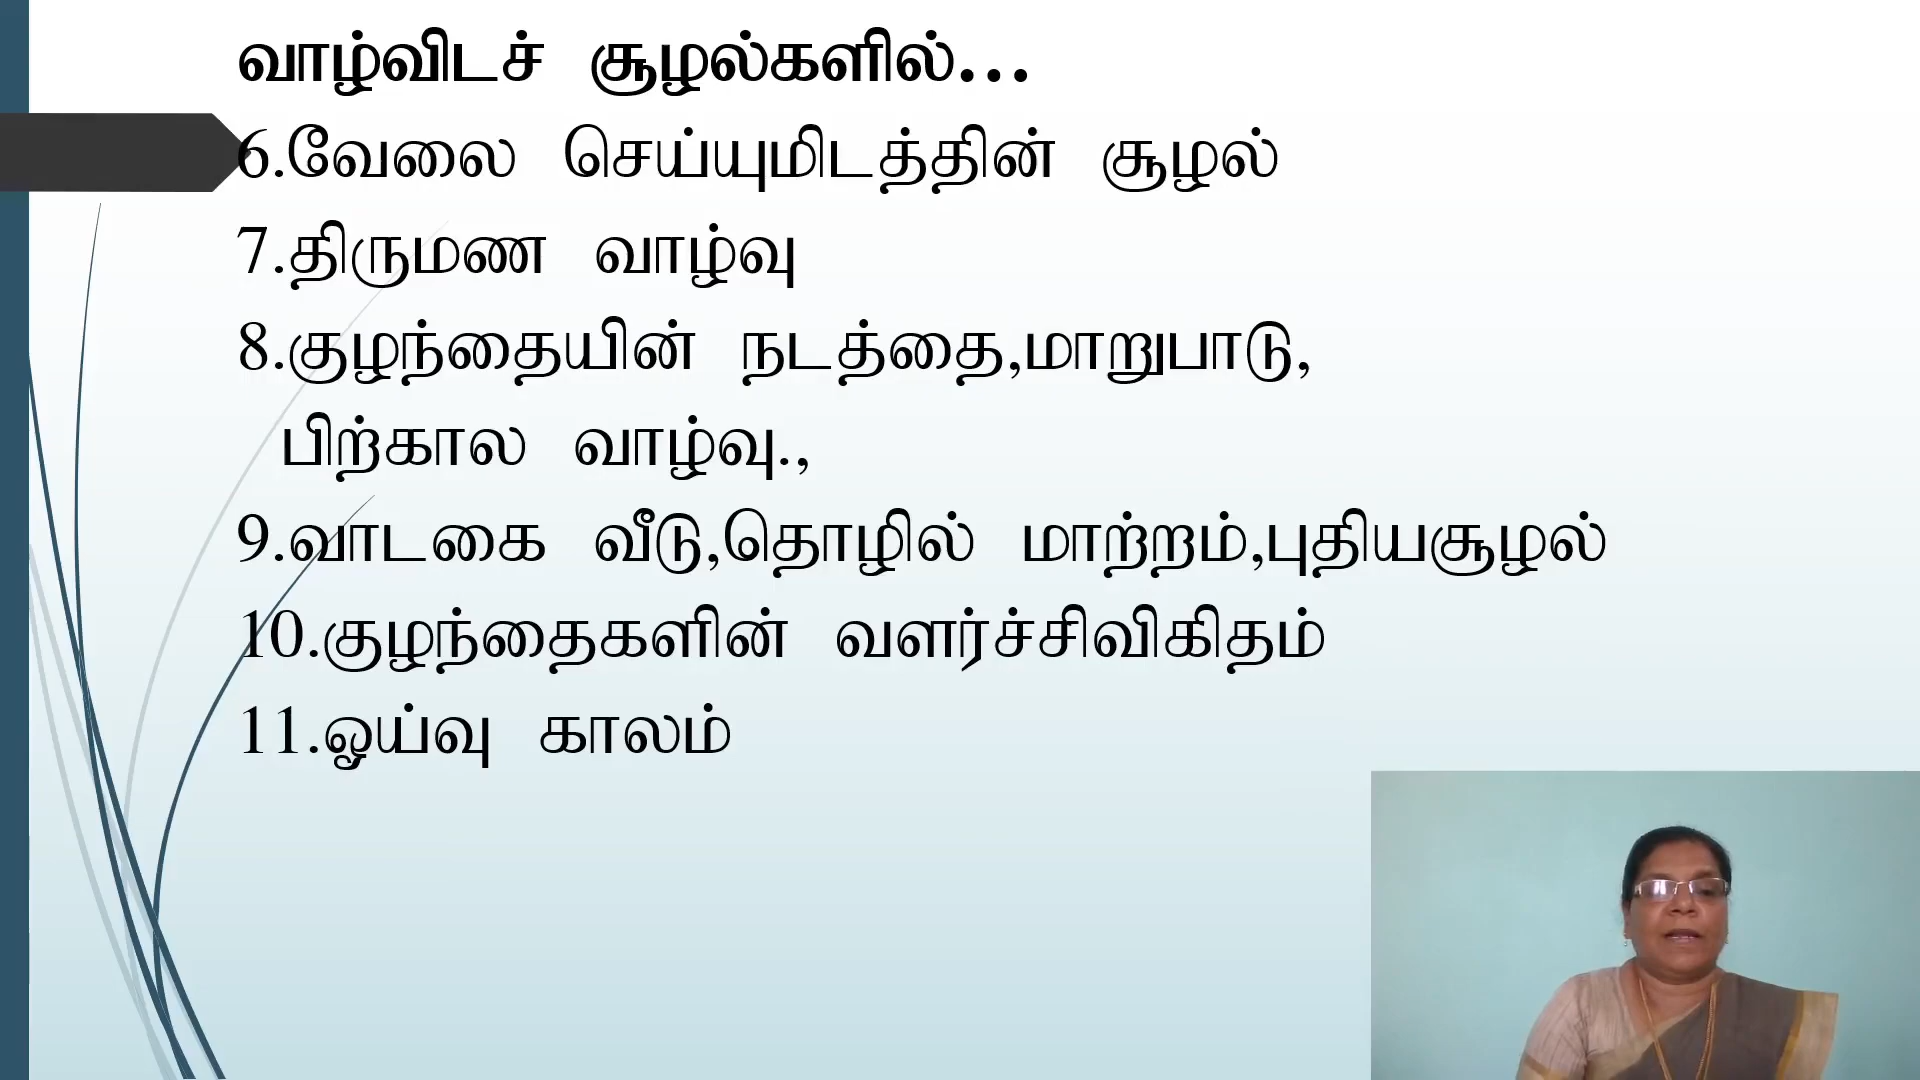 வாழ்விடச் சூழல்களில்...
6.வேலை செய்யுமிடத்தின் சூழல்
7.திருமண வாழ்வு
8.குழந்தையின் நடத்தை,மாறுபாடு,
பிற்கால வாழ்வு.,
9.வாடகை வீடு,தொழில் மாற்றம்,புதியசூழல்
10.குழந்தைகளின் வளர்ச்சிவிகிதம்
11.ஓய்வு காலம்